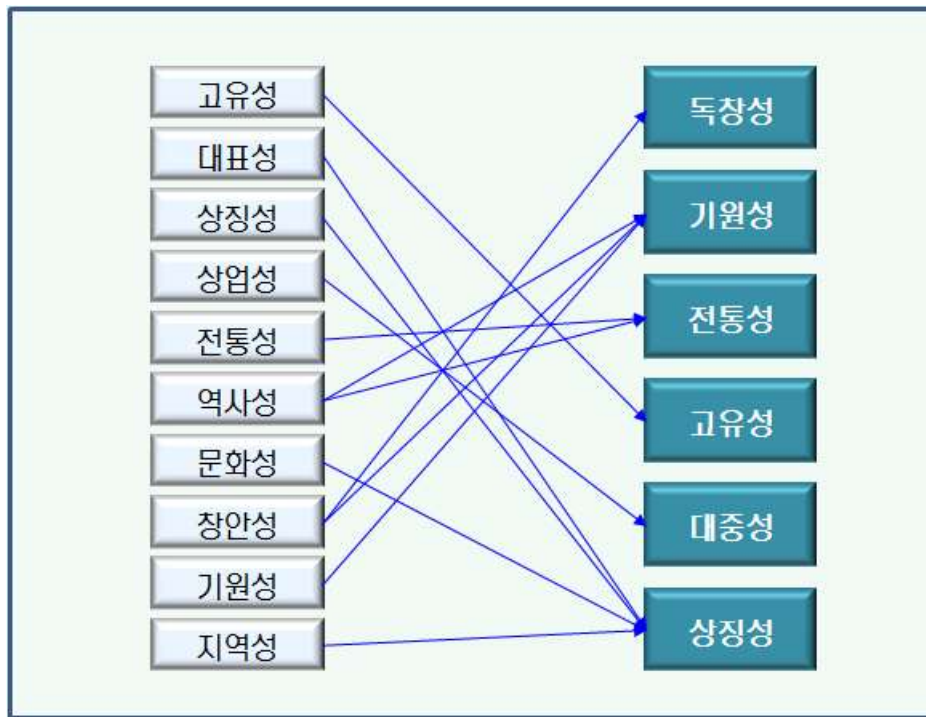 고유성
대표성
상징성
상업성
전통성
역사성
문화성
창안성
기원성
지역성
독창성
기원성
전통성
고유성
대중성
상징성